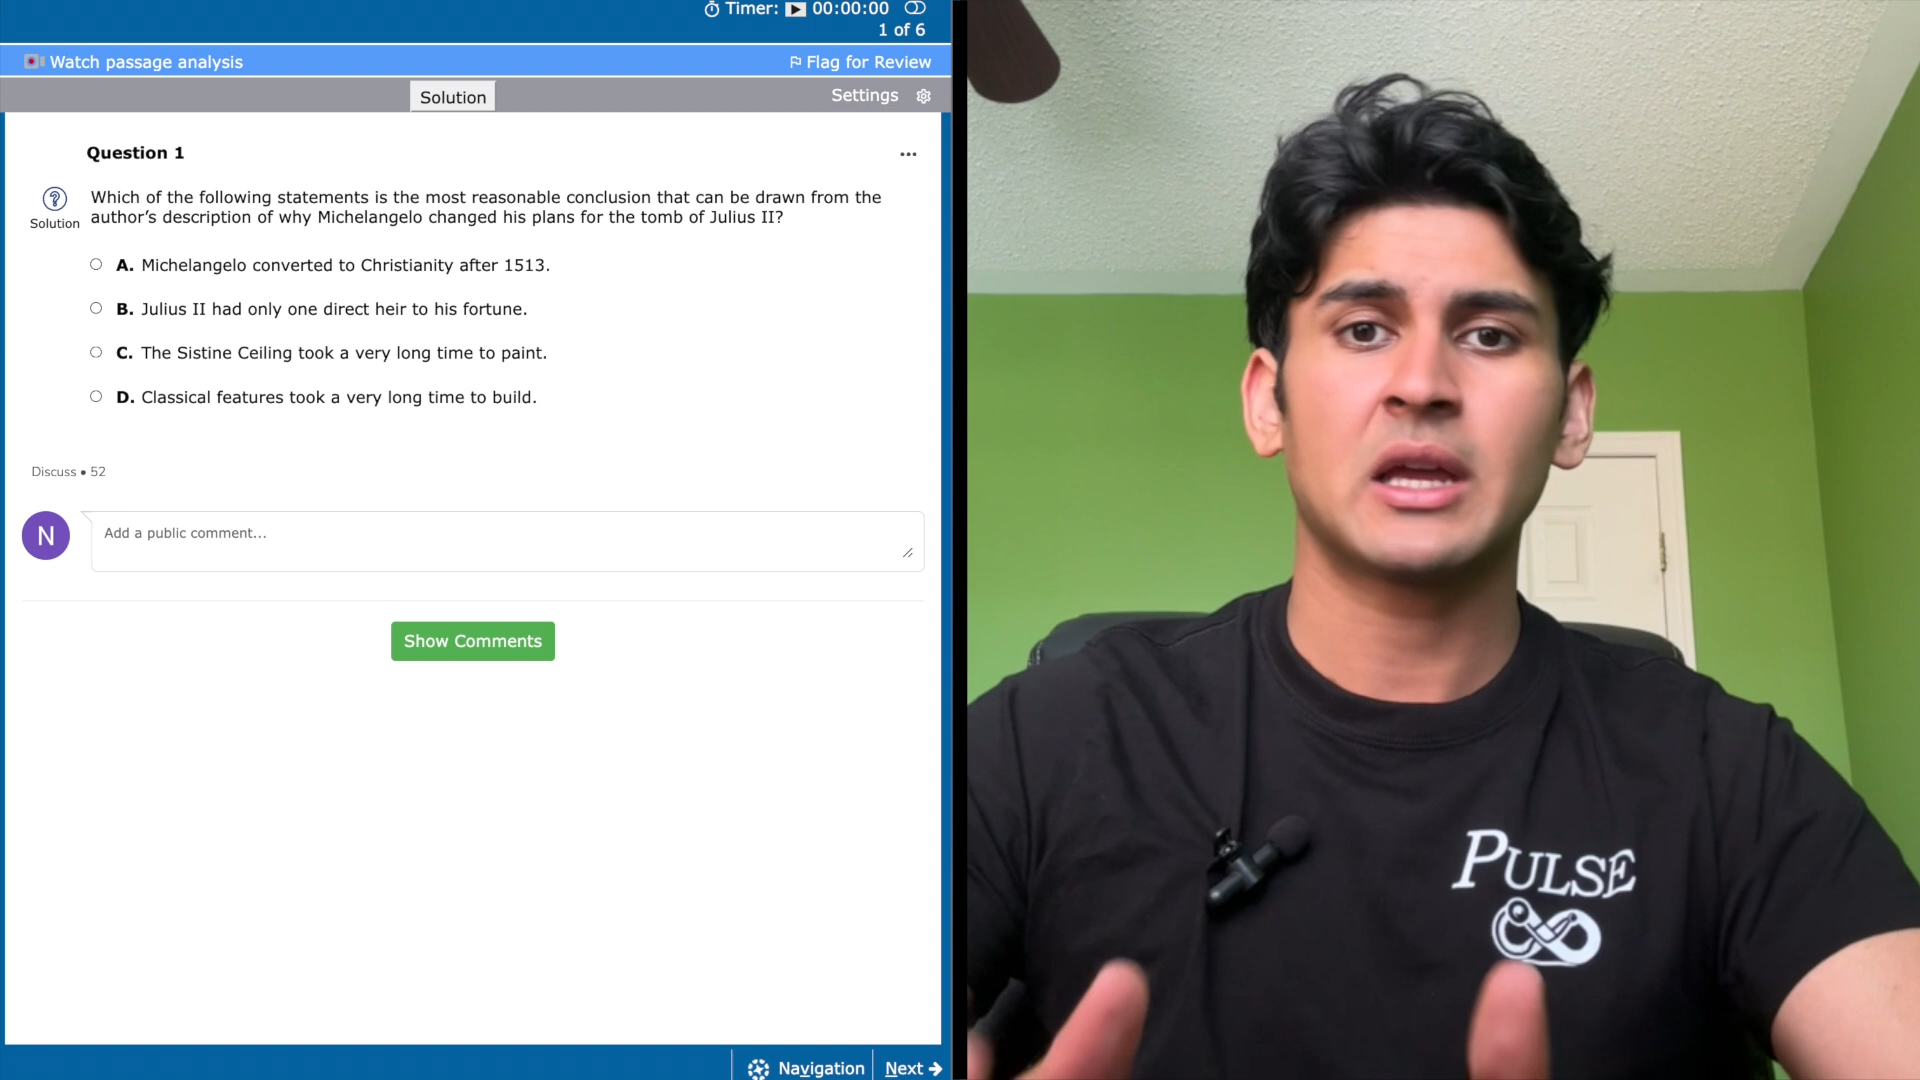 Timer: 00:00:00
1 of 6
Watch passage analysis
Flag for Review
Solution
Settings
Question 1
Solution
Which of the following statements is the most reasonable conclusion that can be drawn from the
author’s description of why Michelangelo changed his plans for the tomb of Julius II?
A. Michelangelo converted to Christianity after 1513.
B. Julius II had only one direct heir to his fortune.
C. The Sistine Ceiling took a very long time to paint.
D. Classical features took a very long time to build.
Discuss • 52
N
Add a public comment...
Show Comments
Navigation
Next
PULSE